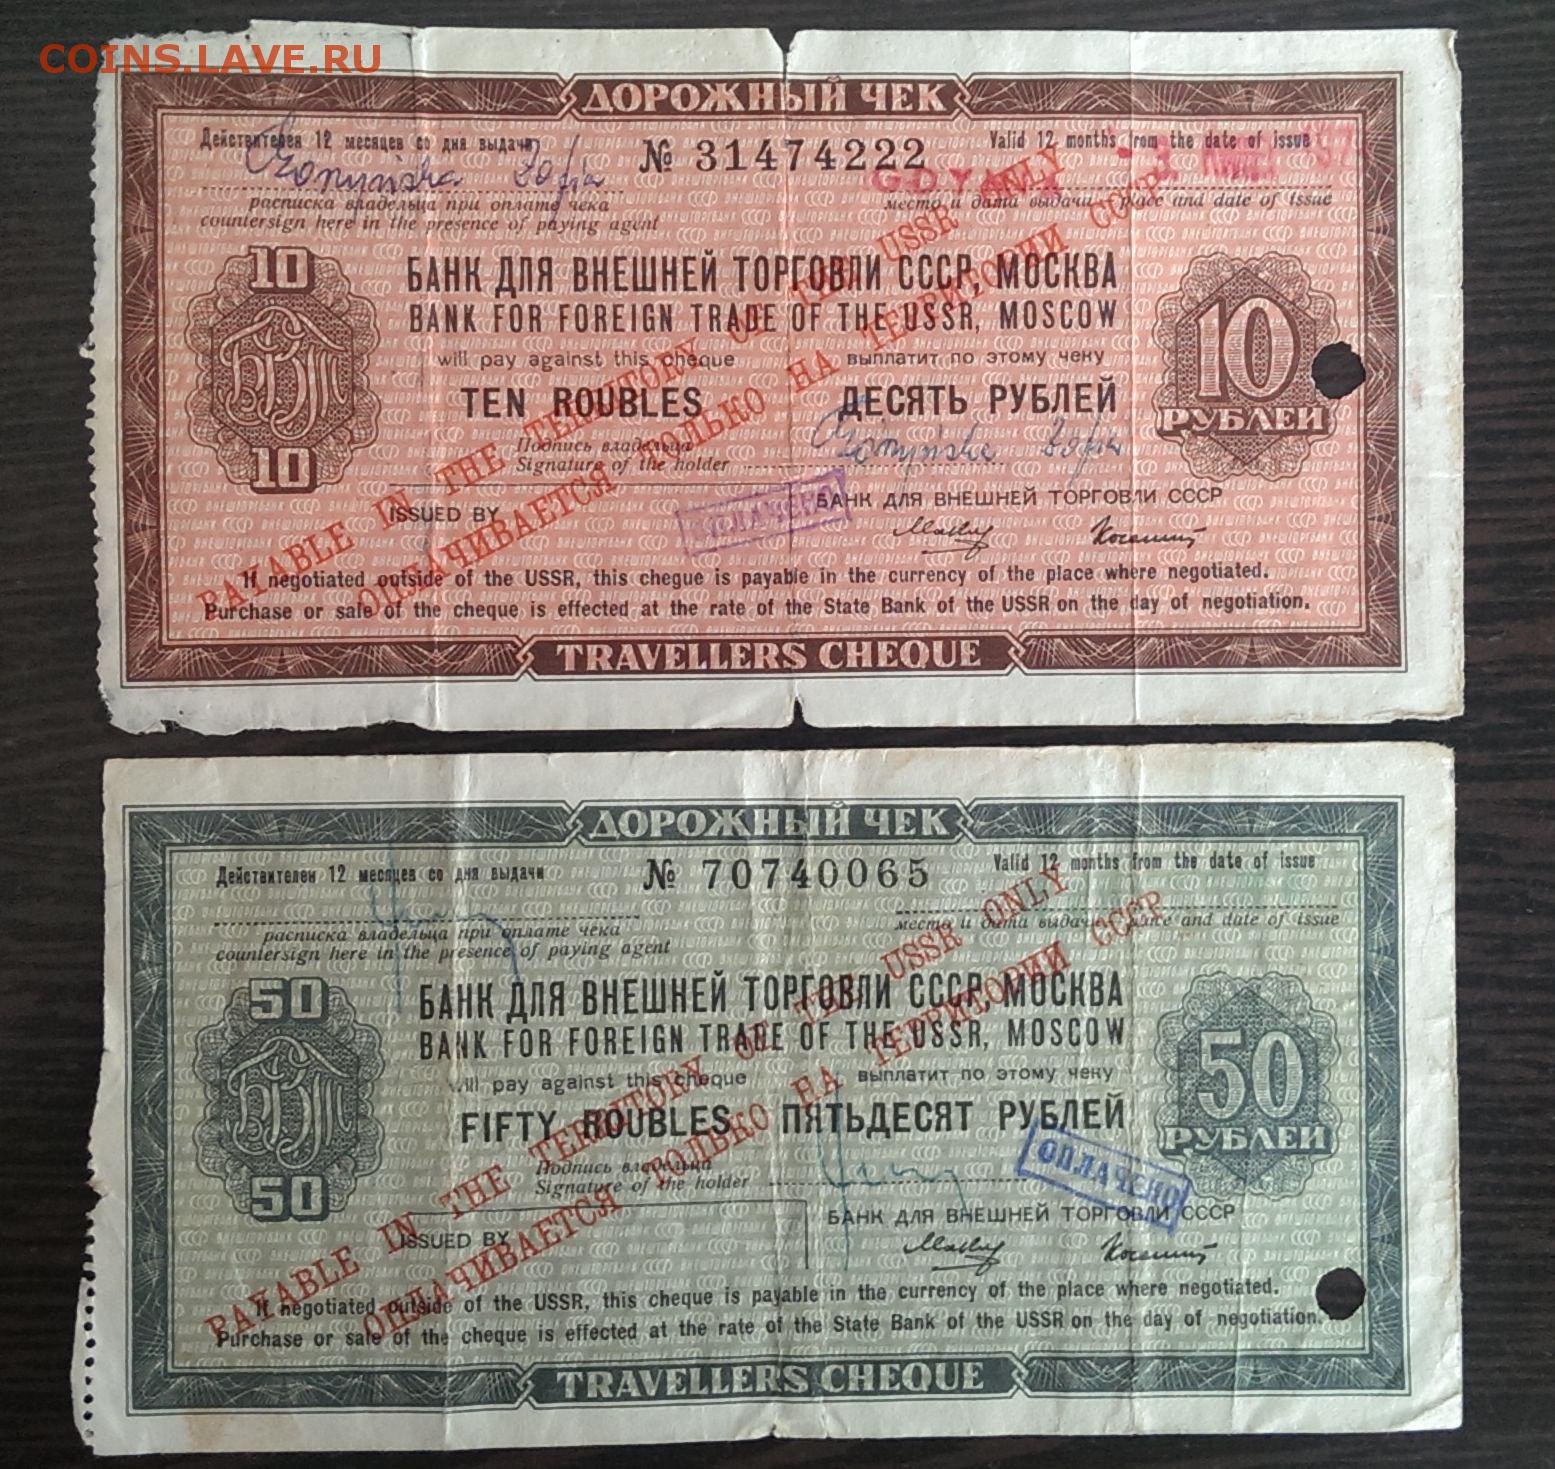 COINS.LAVE.RU
ДОРОЖНЫЙ ЧЕК
Действителен 12 месяцев со дня выдачи
№ 31474222
Valid 12 months from the date of issue
Zofia
GDYNIA
расписка владельца при оплате чека
место и дата выдачи place and date of issue
countersign here in the presence of paying agent
10
БАНК ДЛЯ ВНЕШНЕЙ ТОРГОВЛИ СССР, МОСКВА
BANK FOR FOREIGN TRADE OF THE USSR, MOSCOW
10
РУБЛЕЙ
БВТ
will pay against this cheque
выплатит по этому чеку
TEN ROUBLES
ДЕСЯТЬ РУБЛЕЙ
10
Подпись владельца
Signature of the holder
Zofia
ISSUED BY
ОПЛАЧЕНО
БАНК ДЛЯ ВНЕШНЕЙ ТОРГОВЛИ СССР
PAYABLE IN THE TERITORY OF THE USSR ONLY
ОПЛАЧИВАЕТСЯ ТОЛЬКО НА ТЕРРИТОРИИ СССР
If negotiated outside of the USSR, this chegue is payable in the currency of the place where negotiated.
Purchase or sale of the cheque is effected at the rate of the State Bank of the USSR on the day of negotiation.
TRAVELLERS CHEQUE
ДОРОЖНЫЙ ЧЕК
Действителен 12 месяцев со дня выдачи
№ 70740065
Valid 12 months from the date of issue
расписка владельца при оплате чека
место и дата выдачи place and date of issue
countersign here in the presence of paying agent
50
БАНК ДЛЯ ВНЕШНЕЙ ТОРГОВЛИ СССР, МОСКВА
BANK FOR FOREIGN TRADE OF THE USSR, MOSCOW
50
РУБЛЕЙ
БВТ
will pay against this cheque
выплатит по этому чеку
FIFTY ROUBLES
ПЯТЬДЕСЯТ РУБЛЕЙ
50
Подпись владельца
Signature of the holder
ОПЛАЧЕНО
ISSUED BY
БАНК ДЛЯ ВНЕШНЕЙ ТОРГОВЛИ СССР
PAYABLE IN THE TERITORY OF THE USSR ONLY
ОПЛАЧИВАЕТСЯ ТОЛЬКО НА ТЕРРИТОРИИ СССР
If negotiated outside of the USSR, this cheque is payable in the currency of the place where negotiated.
Purchase or sale of the cheque is effected at the rate of the State Bank of the USSR on the day of negotiation.
TRAVELLERS CHEQUE